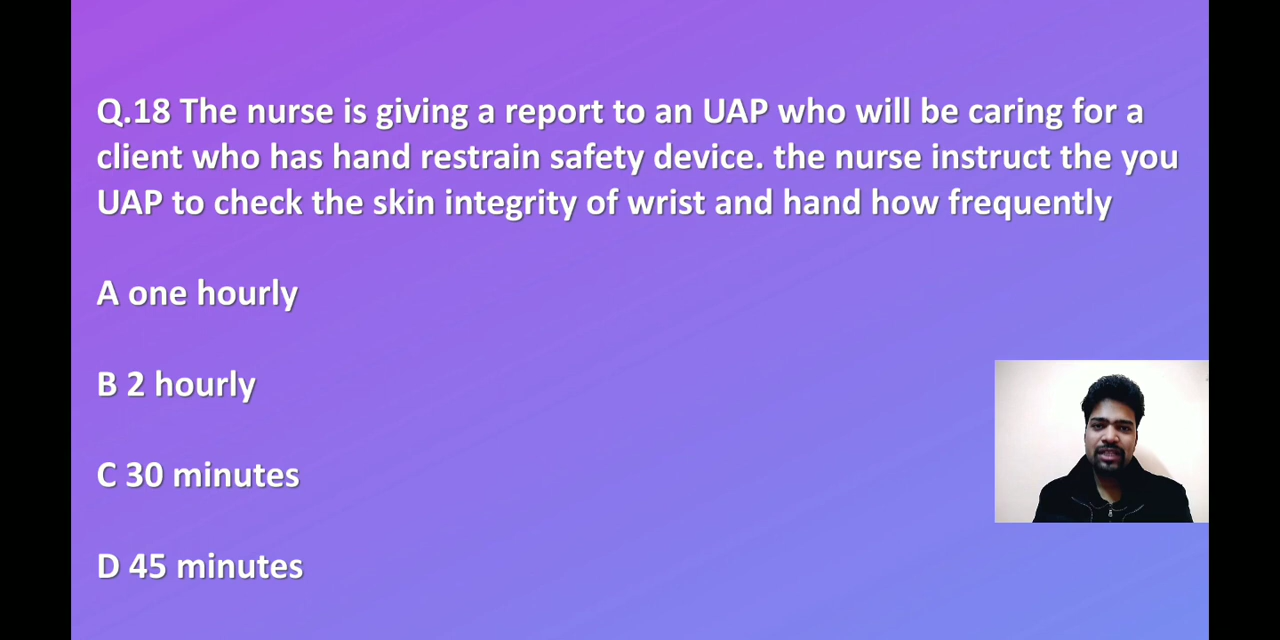 Q.18 The nurse is giving a report to an UAP who will be caring for a
client who has hand restrain safety device. the nurse instruct the you
UAP to check the skin integrity of wrist and hand how frequently
A one hourly
B 2 hourly
C 30 minutes
D 45 minutes